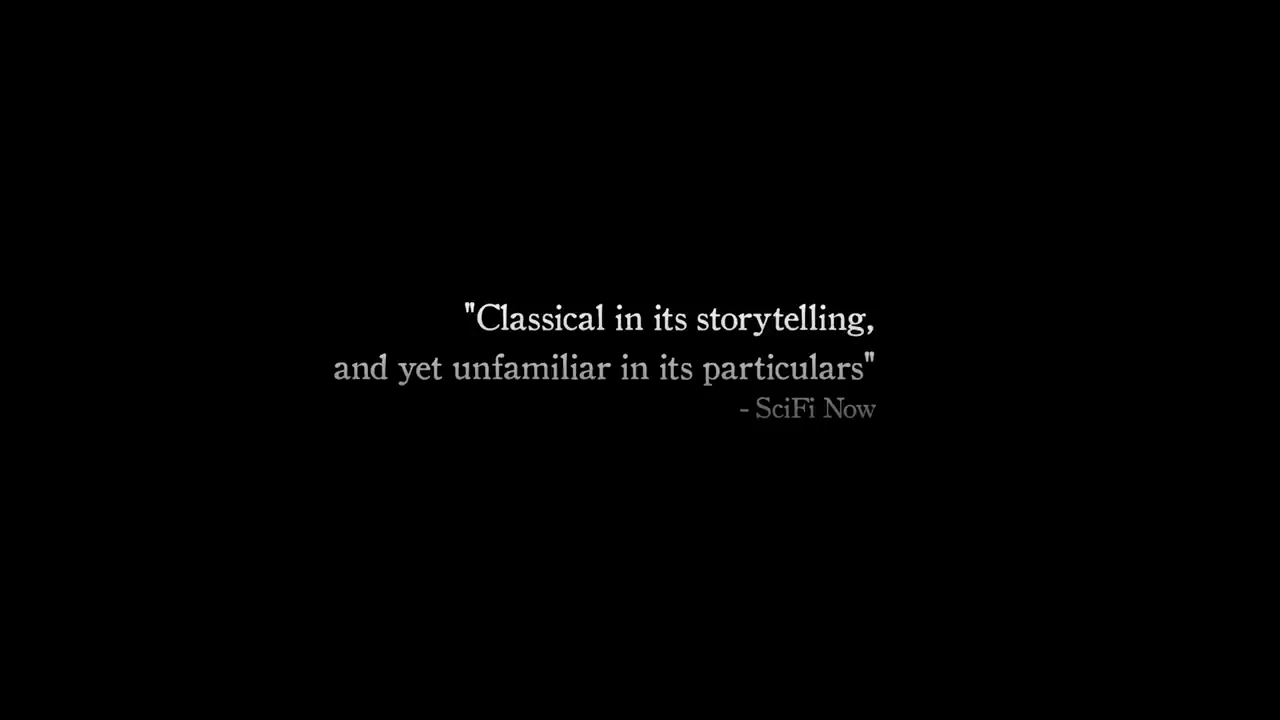 "Classical in its storytelling,
and yet unfamiliar in its particulars"
- SciFi Now